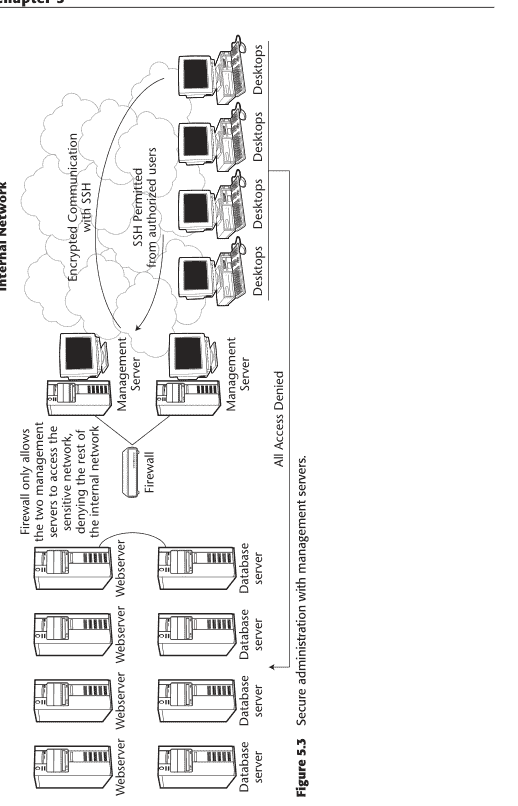 Chapter 5
Internal Network
Encrypted Communication
with SSH
SSH Permitted
from authorized users
Desktops
Desktops
Desktops
Desktops
Management
Server
Management
Server
Firewall only allows
the two management
servers to access the
sensitive network,
denying the rest of
the internal network
Firewall
All Access Denied
Webserver
Webserver
Webserver
Webserver
Database
server
Database
server
Database
server
Database
server
Figure 5.3 Secure administration with management servers.